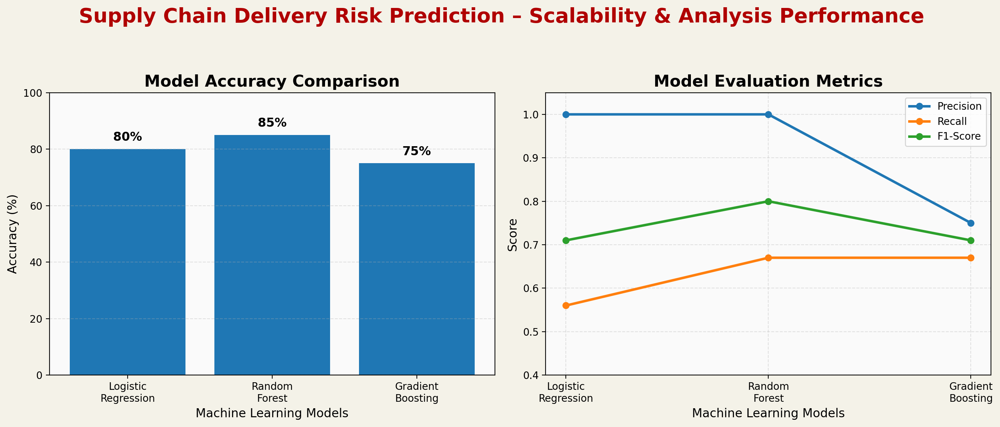 Supply Chain Delivery Risk Prediction – Scalability & Analysis Performance
Model Accuracy Comparison
100
80
60
40
20
0
Accuracy (%)
80%
85%
75%
Logistic
Regression
Random
Forest
Gradient
Boosting
Machine Learning Models
Model Evaluation Metrics
1.0
0.9
0.8
0.7
0.6
0.5
0.4
Score
Precision
Recall
F1-Score
Logistic
Regression
Random
Forest
Gradient
Boosting
Machine Learning Models